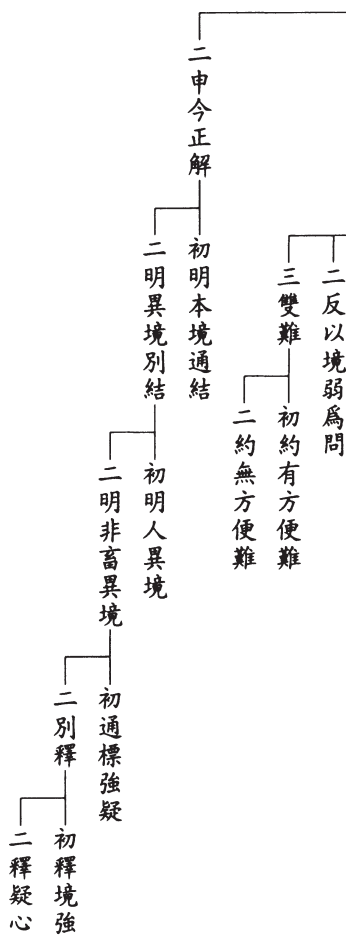 二反以境弱爲問
三雙難
初約有方便難
二約無方便難
二申今正解
初明本境通結
二明異境別結
初明人異境
二明非畜異境
初通標強疑
二別釋
初釋境強
二釋疑心